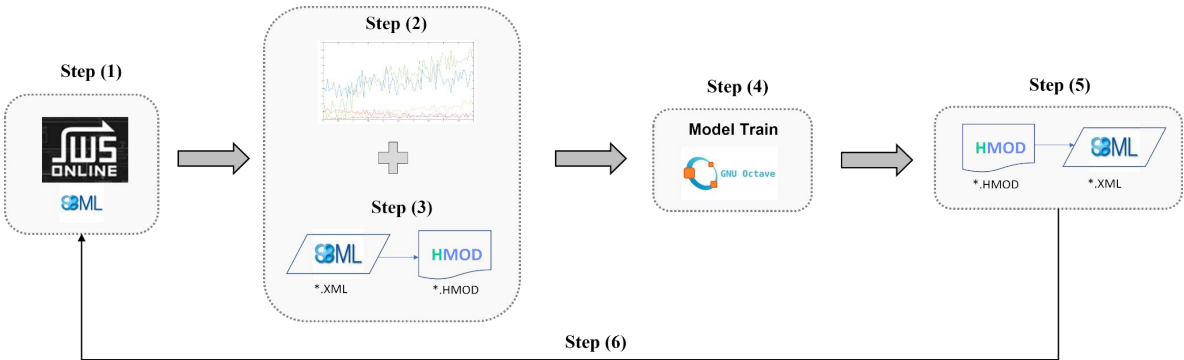 Step (1)
JWS
ONLINE
SBML
Step (2)
Step (3)
SBML
HMOD
*.XML
*.HMOD
Step (4)
Model Train
GNU Octave
Step (5)
HMOD
SBML
*.HMOD
*.XML
Step (6)